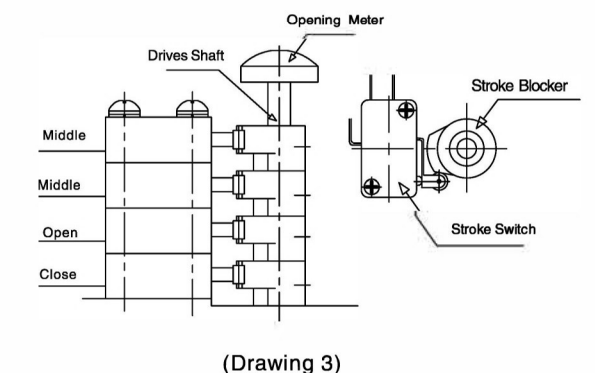 Opening Meter
Drives Shaft
Stroke Blocker
Middle
Middle
Open
Stroke Switch
Close
(Drawing 3)